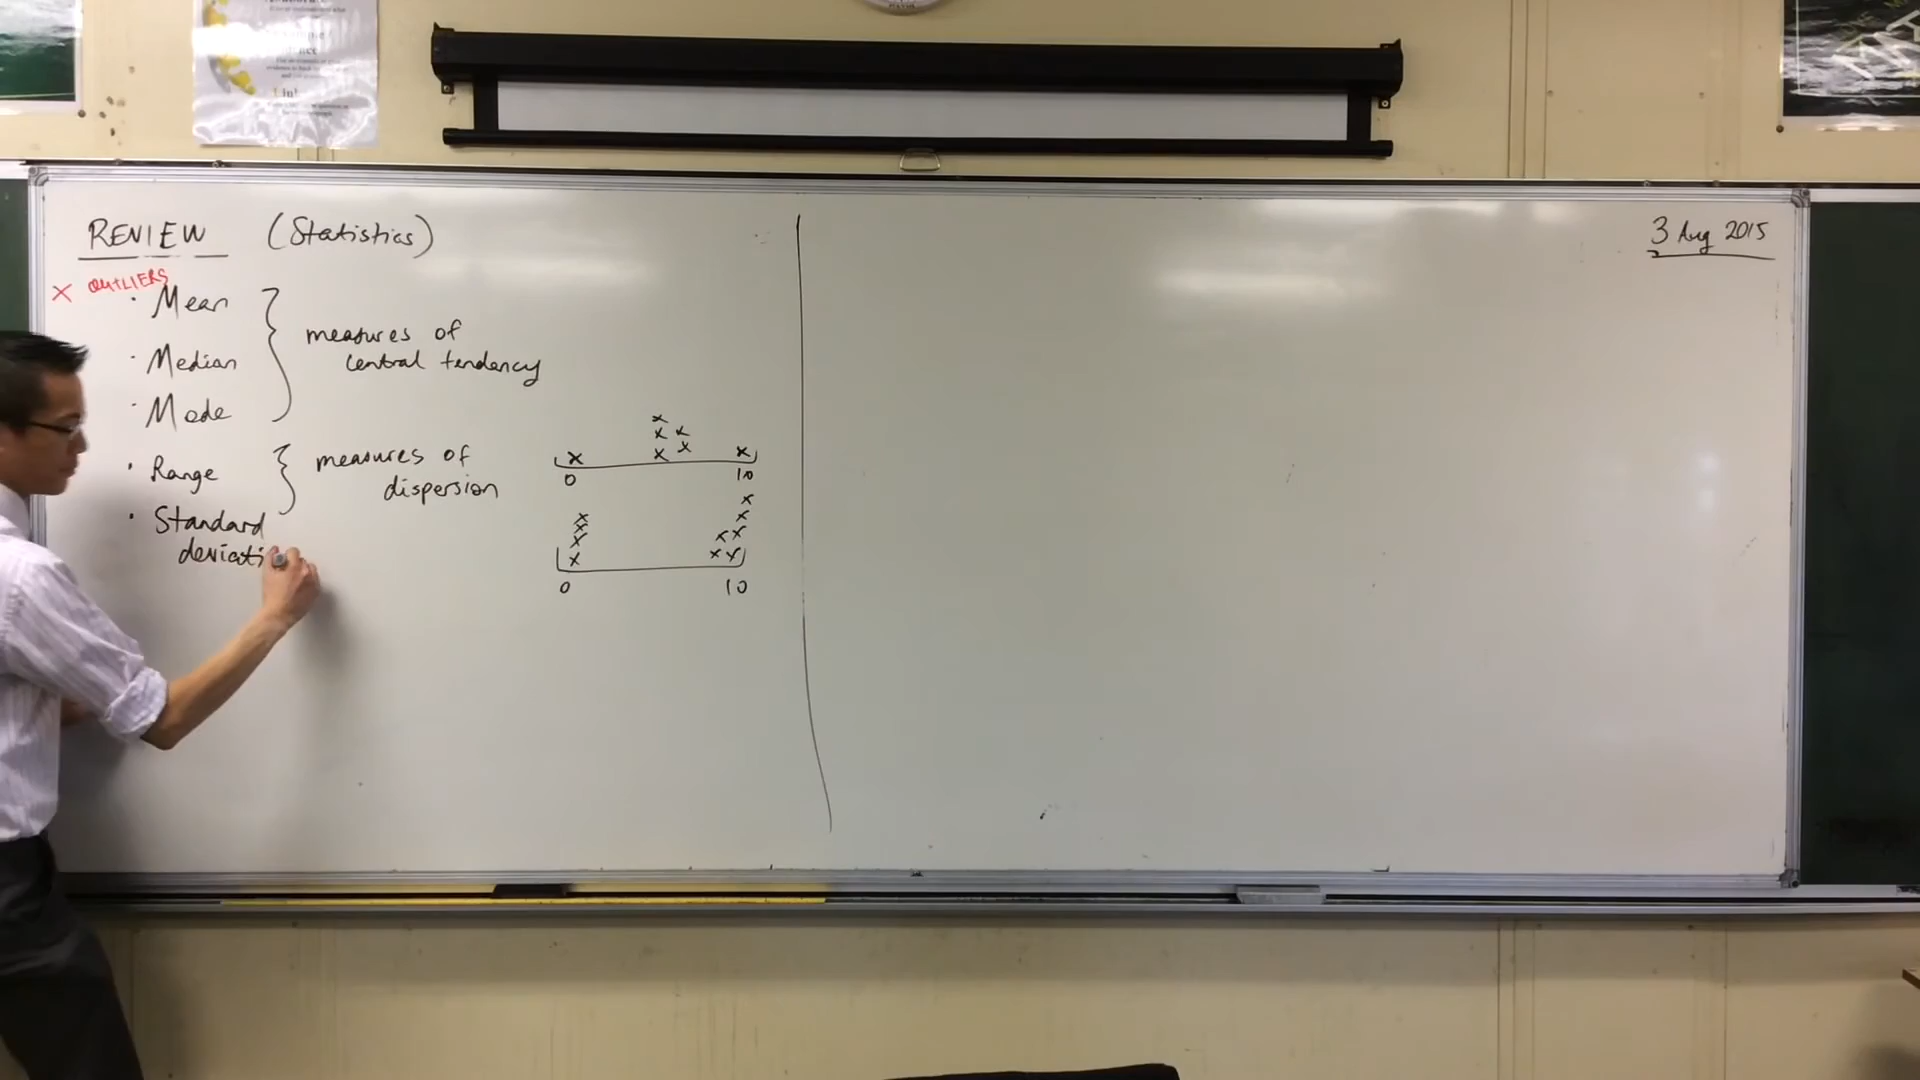 REVIEW (Statistics)
3 Aug 2015
X OUTLIERS
· Mean
· Median
· Mode
measures of
central tendency
· Range
measures of
dispersion
· Standard
deviati
x
x x
x x x x
0 10
x
x x
x x x
x x x
x x x
0 10
Link